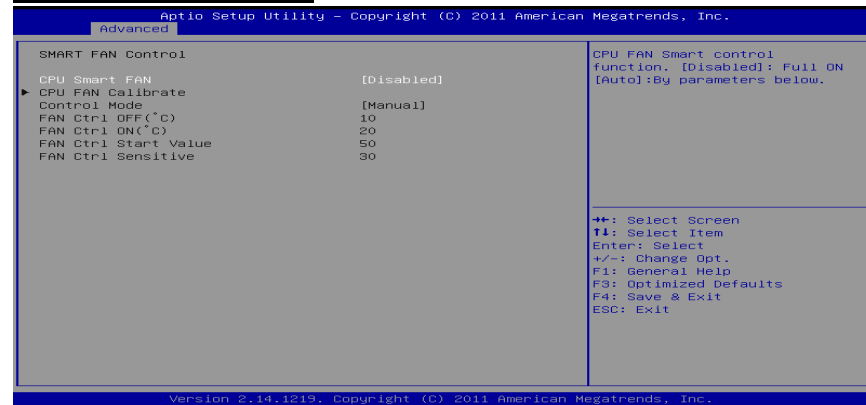 Aptio Setup Utility – Copyright (C) 2011 American Megatrends, Inc.
Advanced
SMART FAN Control
CPU Smart FAN [Disabled]
► CPU FAN Calibrate
Control Mode [Manual]
FAN Ctrl OFF(°C) 10
FAN Ctrl ON(°C) 20
FAN Ctrl Start Value 50
FAN Ctrl Sensitive 30
CPU FAN Smart control
function. [Disabled]: Full ON
[Auto]:By parameters below.
→←: Select Screen
↑↓: Select Item
Enter: Select
+/-: Change Opt.
F1: General Help
F3: Optimized Defaults
F4: Save & Exit
ESC: Exit
Version 2.14.1219. Copyright (C) 2011 American Megatrends, Inc.